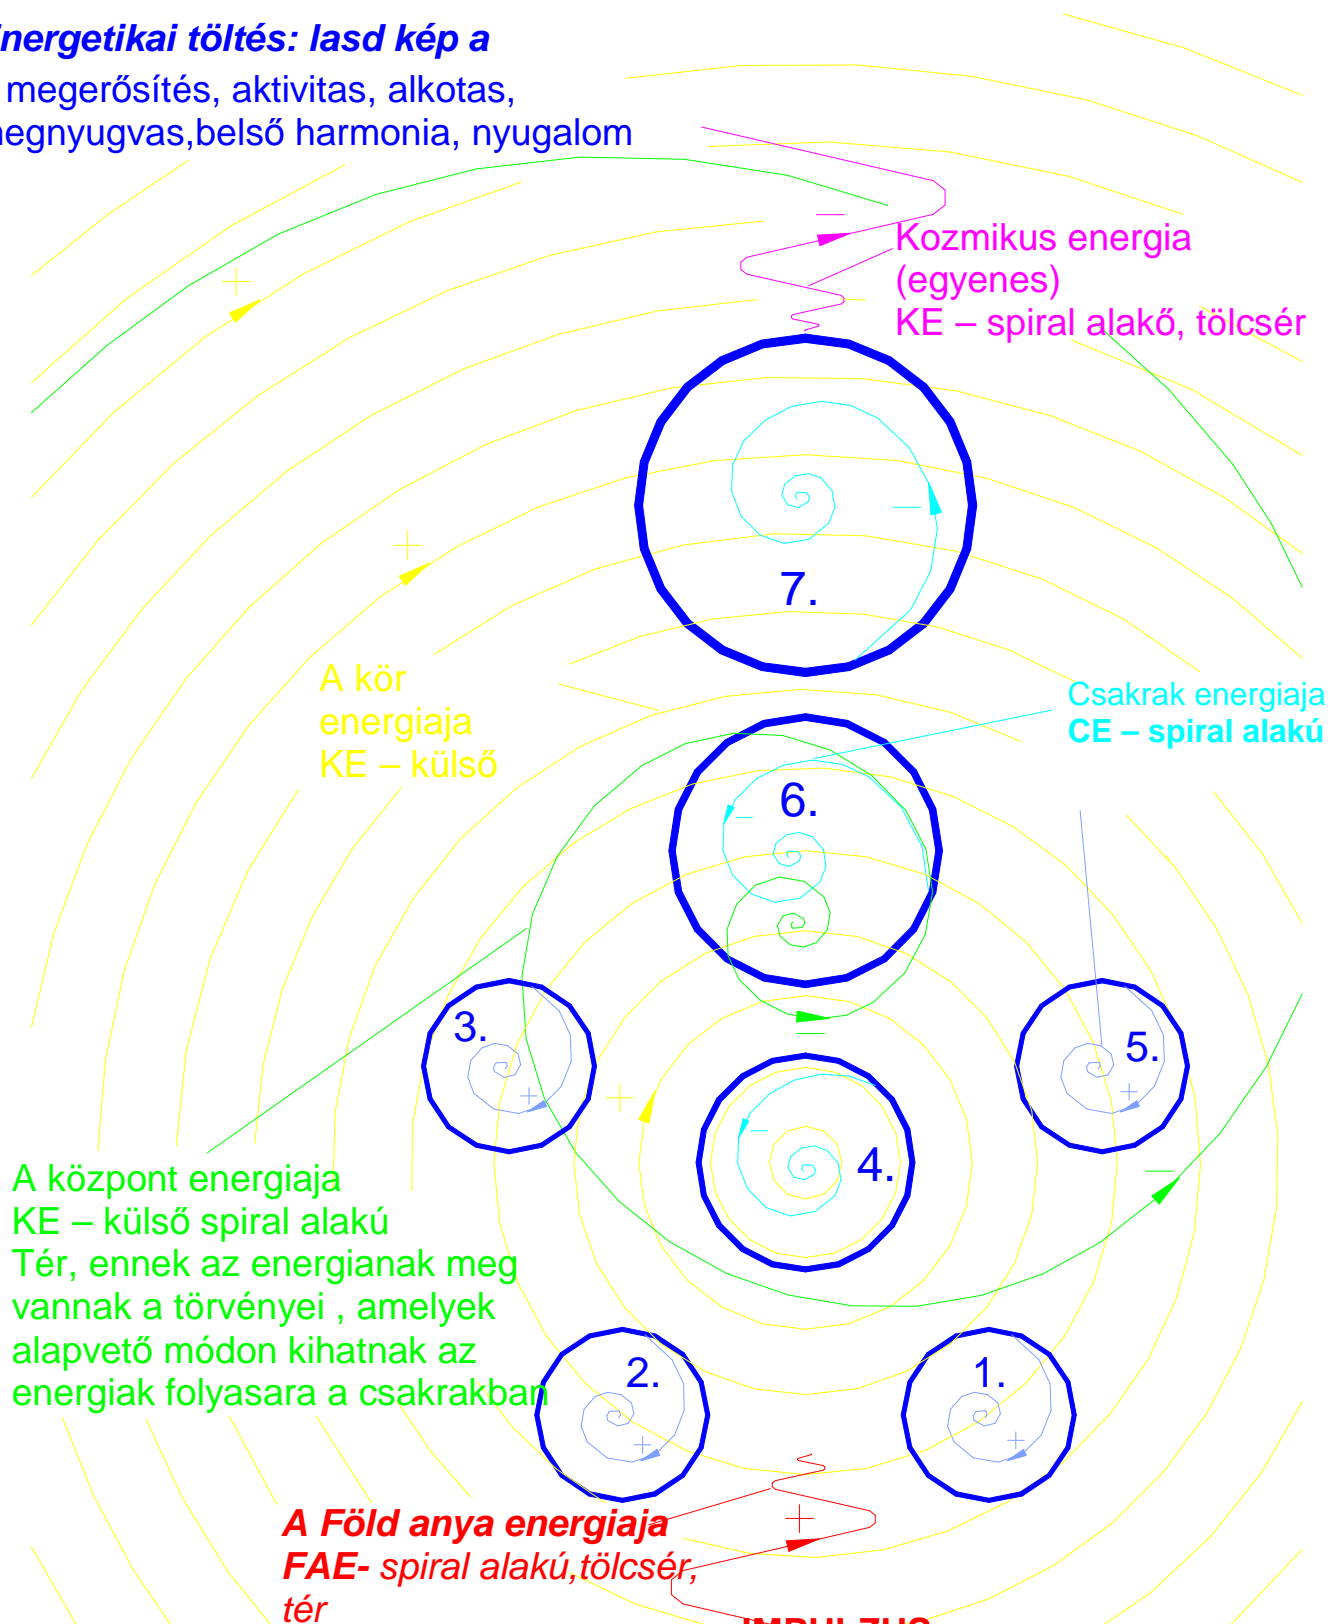 nergetikai töltés: lasd kép a
megerősítés, aktivitas, alkotas,
negnyugvas,belső harmonia, nyugalom
Kozmikus energia
(egyenes)
KE – spiral alakő, tölcsér
7.
A kör
energiaja
KE – külső
Csakrak energiaja
CE – spiral alakú
6.
3.
5.
4.
A központ energiaja
KE – külső spiral alakú
Tér, ennek az energianak meg
vannak a törvényei , amelyek
alapvető módon kihatnak az
energiak folyasara a csakrakban
2.
1.
A Föld anya energiaja
FAE- spiral alakú,tölcsér,
tér